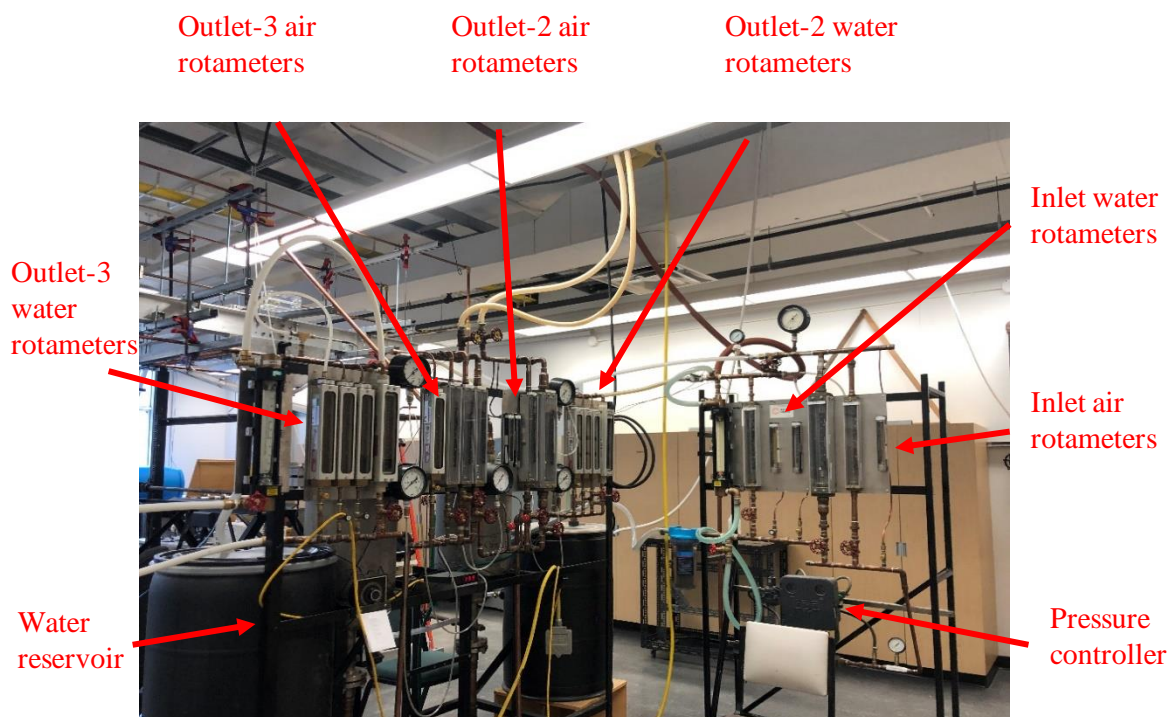 Outlet-3 air
rotameters
Outlet-2 air
rotameters
Outlet-2 water
rotameters
Inlet water
rotameters
Outlet-3
water
rotameters
Inlet air
rotameters
Water
reservoir
Pressure
controller